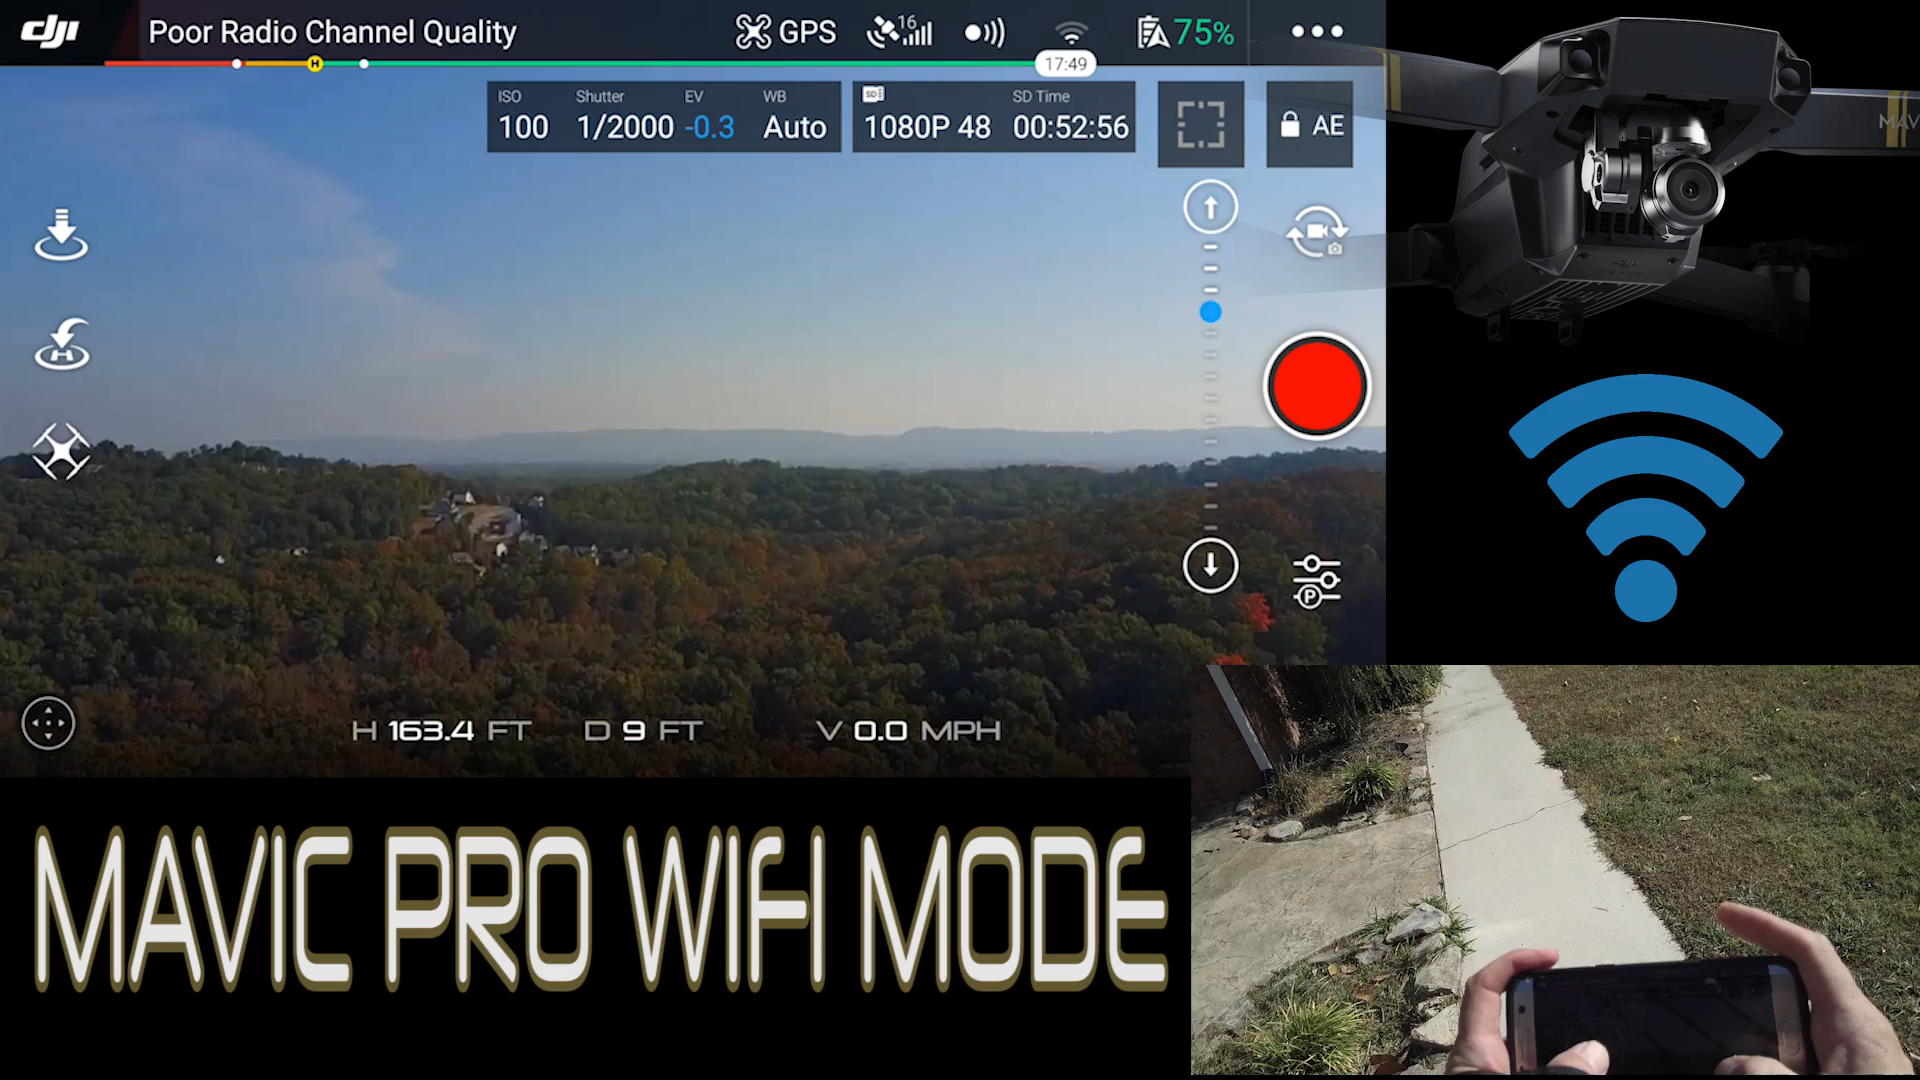 dji Poor Radio Channel Quality GPS 16 75%
H 17:49
ISO Shutter EV WB SD SD Time
100 1/2000 -0.3 Auto 1080P 48 00:52:56 AE
H
P
H 163.4 FT D 9 FT V 0.0 MPH
MAVIC PRO WIFI MODE
MAV